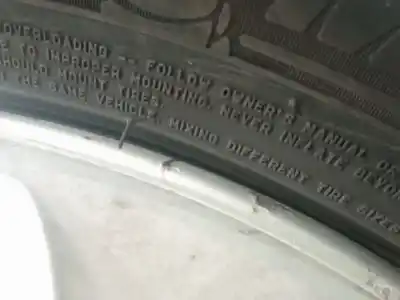 OVERLOADING -- FOLLOW OWNER'S MANUAL OR
TO IMPROPER MOUNTING. NEVER INFLATE BEYON
SHOULD MOUNT TIRES.
THE SAME VEHICLE. MIXING DIFFERENT TIRE SIZES